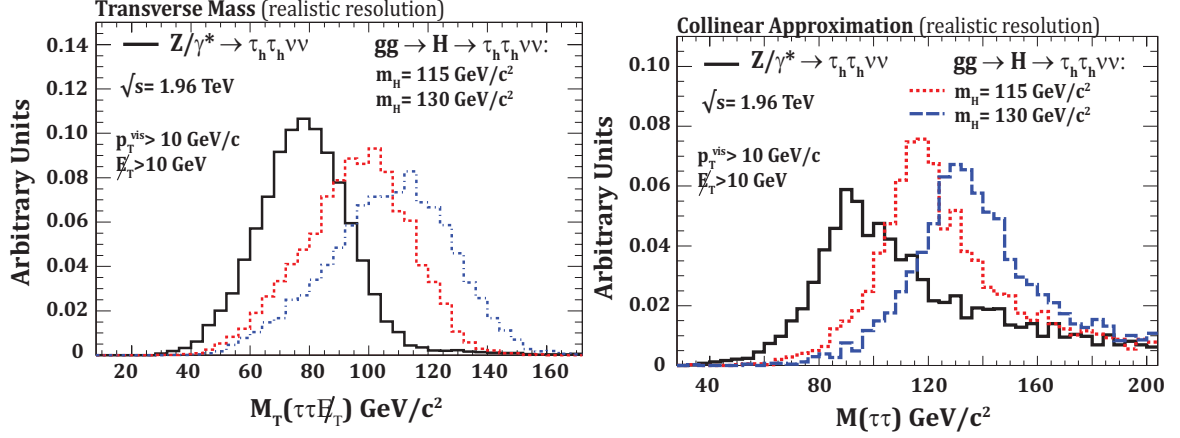 Transverse Mass (realistic resolution)
0.14
0.12
0.10
0.08
0.06
0.04
0.02
0
Arbitrary Units
Z/γ* → τhτhνν
√s= 1.96 TeV
pTvis> 10 GeV/c
E̸T>10 GeV
gg → H → τhτhνν:
mH= 115 GeV/c²
mH= 130 GeV/c²
20 40 60 80 100 120 140 160
MT(ττE̸T) GeV/c²
Collinear Approximation (realistic resolution)
0.10
0.08
0.06
0.04
0.02
0
Arbitrary Units
Z/γ* → τhτhνν
√s= 1.96 TeV
pTvis> 10 GeV/c
E̸T>10 GeV
gg → H → τhτhνν:
mH= 115 GeV/c²
mH= 130 GeV/c²
40 80 120 160 200
M(ττ) GeV/c²